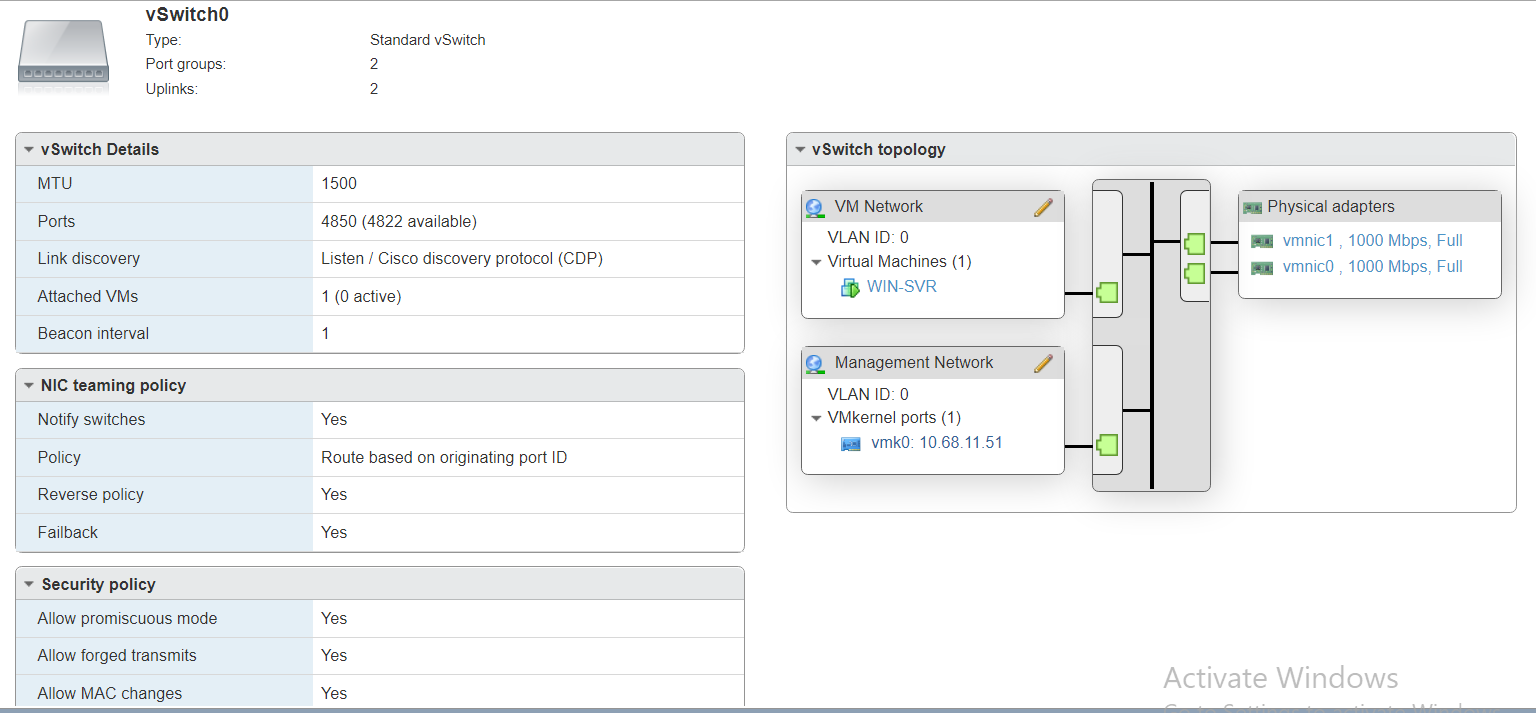 vSwitch0
Type: Standard vSwitch
Port groups: 2
Uplinks: 2
vSwitch Details
MTU 1500
Ports 4850 (4822 available)
Link discovery Listen / Cisco discovery protocol (CDP)
Attached VMs 1 (0 active)
Beacon interval 1
NIC teaming policy
Notify switches Yes
Policy Route based on originating port ID
Reverse policy Yes
Failback Yes
Security policy
Allow promiscuous mode Yes
Allow forged transmits Yes
Allow MAC changes Yes
vSwitch topology
VM Network
VLAN ID: 0
Virtual Machines (1)
WIN-SVR
Management Network
VLAN ID: 0
VMkernel ports (1)
vmk0: 10.68.11.51
Physical adapters
vmnic1 , 1000 Mbps, Full
vmnic0 , 1000 Mbps, Full
Activate Windows